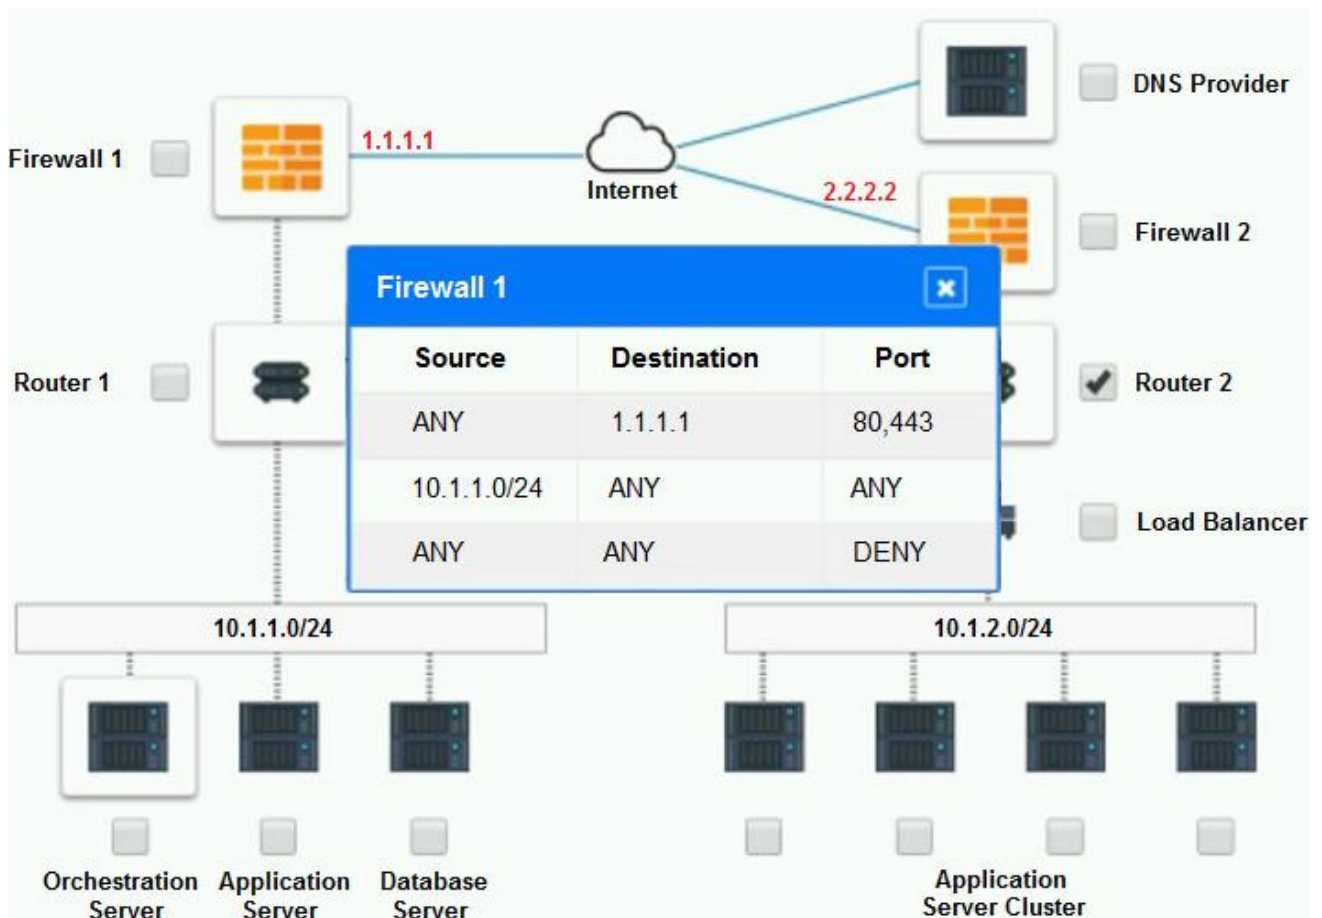 DNS Provider
Firewall 1
1.1.1.1
Internet
2.2.2.2
Firewall 2
Firewall 1
Source Destination Port
ANY 1.1.1.1 80,443
10.1.1.0/24 ANY ANY
ANY ANY DENY
Router 1
Router 2
Load Balancer
10.1.1.0/24
10.1.2.0/24
Orchestration
Server
Application
Server
Database
Server
Application
Server Cluster